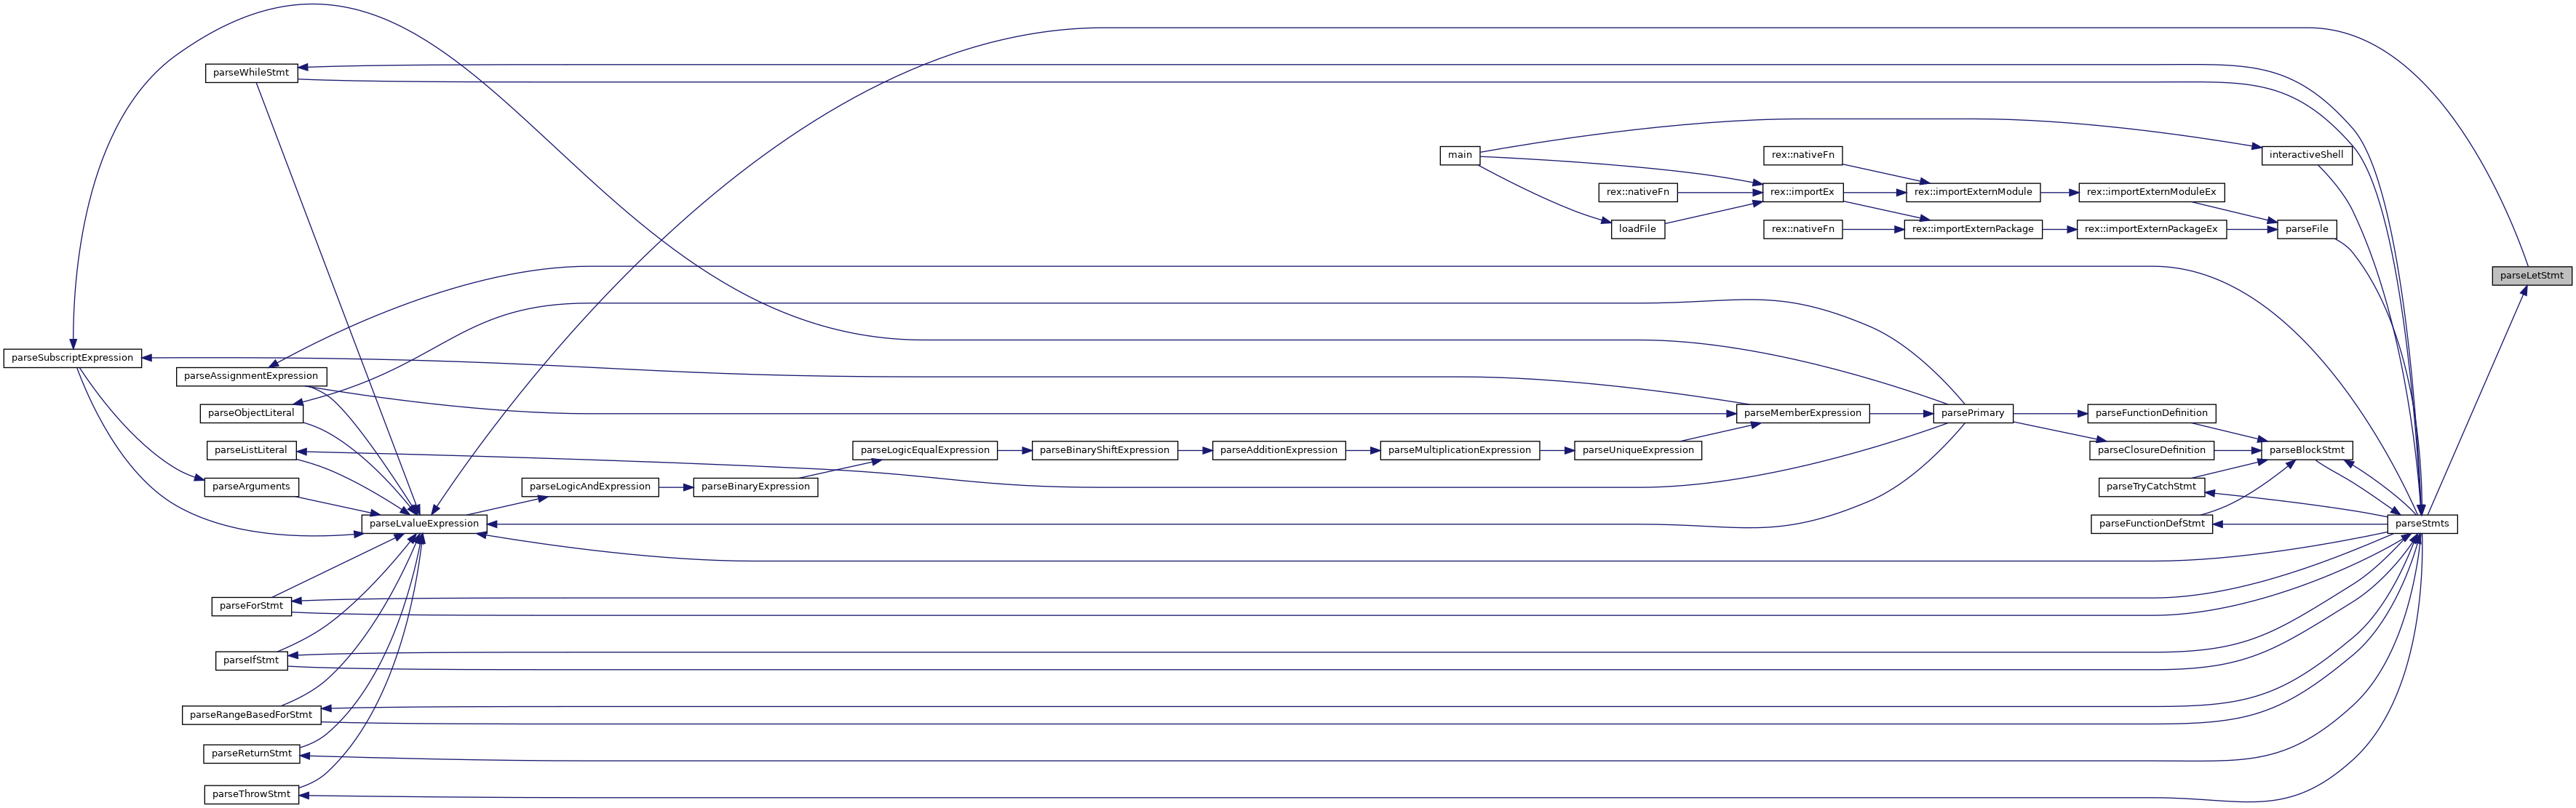 parseWhileStmt
main
rex::nativeFn
interactiveShell
rex::nativeFn
rex::importEx
rex::importExternModule
rex::importExternModuleEx
loadFile
rex::nativeFn
rex::importExternPackage
rex::importExternPackageEx
parseFile
parseLetStmt
parseSubscriptExpression
parseAssignmentExpression
parseObjectLiteral
parseMemberExpression
parsePrimary
parseFunctionDefinition
parseListLiteral
parseLogicEqualExpression
parseBinaryShiftExpression
parseAdditionExpression
parseMultiplicationExpression
parseUniqueExpression
parseClosureDefinition
parseBlockStmt
parseArguments
parseLogicAndExpression
parseBinaryExpression
parseTryCatchStmt
parseLvalueExpression
parseFunctionDefStmt
parseStmts
parseForStmt
parseIfStmt
parseRangeBasedForStmt
parseReturnStmt
parseThrowStmt